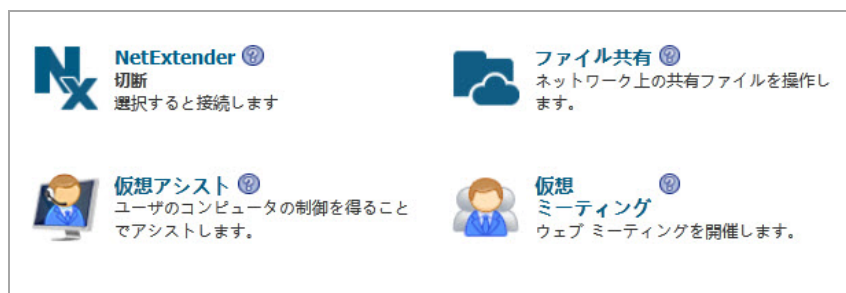 NetExtender
切断
選択すると接続します
ファイル共有
ネットワーク上の共有ファイルを操作し
ます。
仮想アシスト
ユーザのコンピュータの制御を得ること
でアシストします。
仮想
ミーティング
ウェブ ミーティングを開催します。